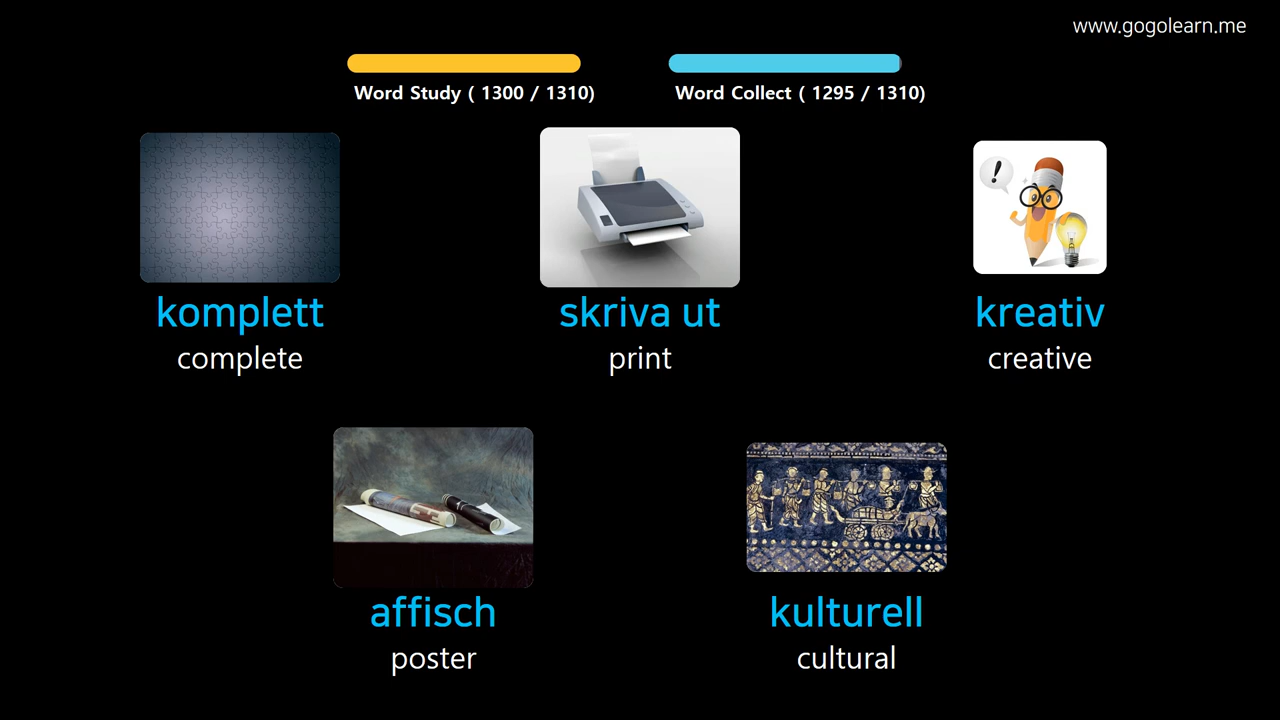 www.gogolearn.me
Word Study ( 1300 / 1310)
Word Collect ( 1295 / 1310)
komplett
complete
skriva ut
print
!
kreativ
creative
affisch
poster
kulturell
cultural